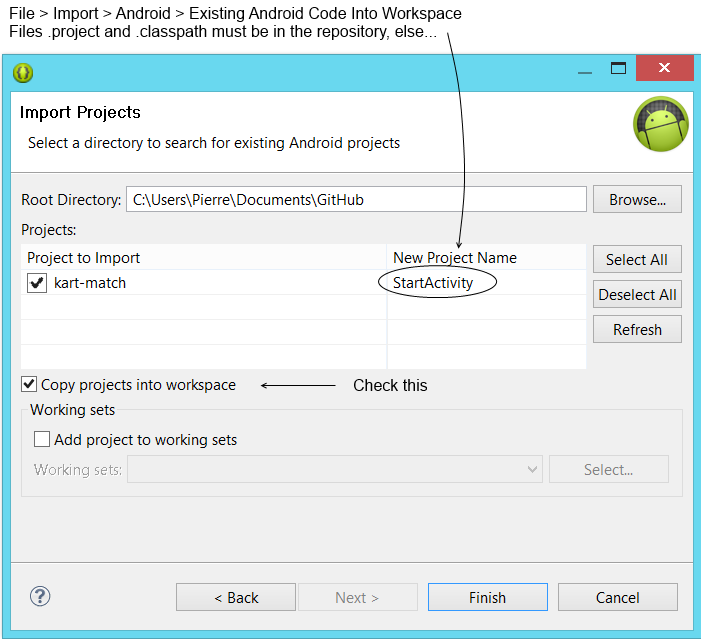 File > Import > Android > Existing Android Code Into Workspace
Files .project and .classpath must be in the repository, else...
Import Projects
Select a directory to search for existing Android projects
Root Directory: C:\Users\Pierre\Documents\GitHub Browse...
Projects:
Project to Import New Project Name Select All
kart-match StartActivity
Deselect All
Refresh
Copy projects into workspace Check this
Working sets
Add project to working sets
Working sets: Select...
? < Back Next > Finish Cancel